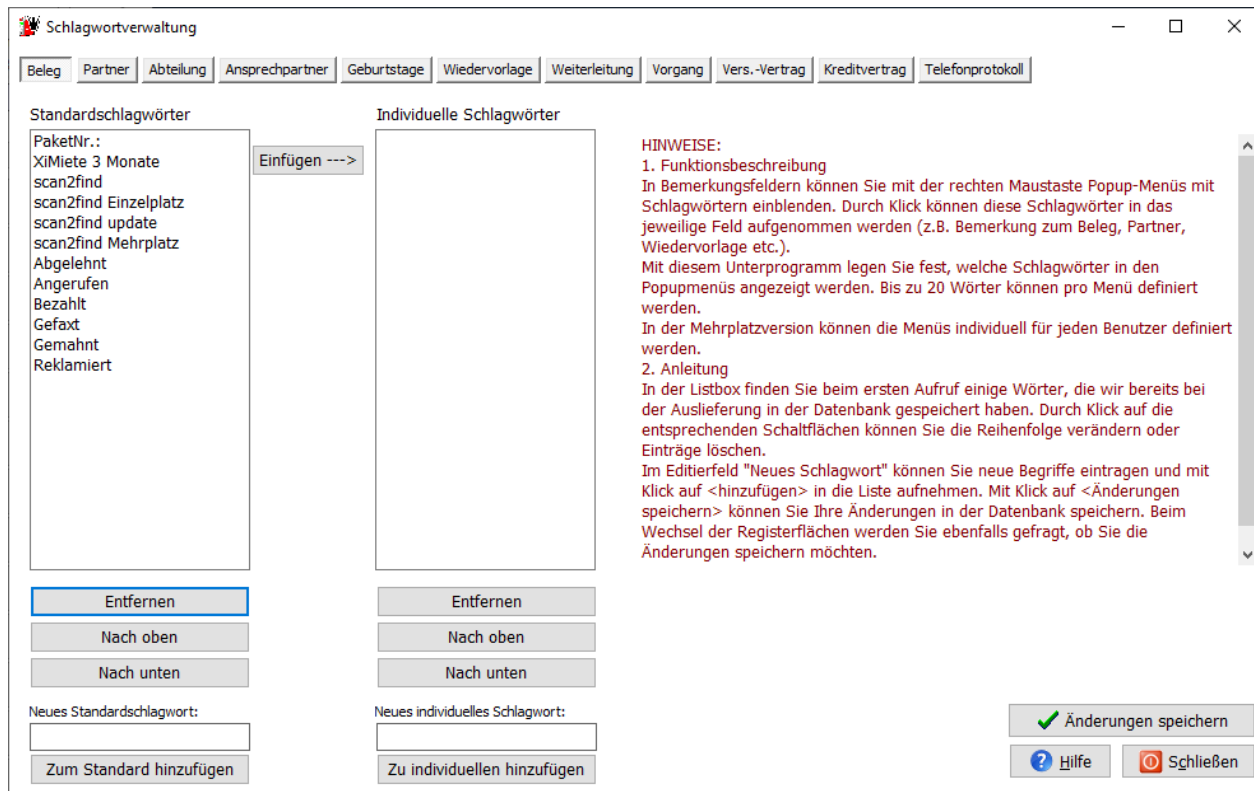 Schlagwortverwaltung
Beleg Partner Abteilung Ansprechpartner Geburtstage Wiedervorlage Weiterleitung Vorgang Vers.-Vertrag Kreditvertrag Telefonprotokoll
Standardschlagwörter
PaketNr.:
XiMiete 3 Monate
scan2find
scan2find Einzelplatz
scan2find update
scan2find Mehrplatz
Abgelehnt
Angerufen
Bezahlt
Gefaxt
Gemahnt
Reklamiert
Einfügen --->
Individuelle Schlagwörter
HINWEISE:
1. Funktionsbeschreibung
In Bemerkungsfeldern können Sie mit der rechten Maustaste Popup-Menüs mit
Schlagwörtern einblenden. Durch Klick können diese Schlagwörter in das
jeweilige Feld aufgenommen werden (z.B. Bemerkung zum Beleg, Partner,
Wiedervorlage etc.).
Mit diesem Unterprogramm legen Sie fest, welche Schlagwörter in den
Popupmenüs angezeigt werden. Bis zu 20 Wörter können pro Menü definiert
werden.
In der Mehrplatzversion können die Menüs individuell für jeden Benutzer definiert
werden.
2. Anleitung
In der Listbox finden Sie beim ersten Aufruf einige Wörter, die wir bereits bei
der Auslieferung in der Datenbank gespeichert haben. Durch Klick auf die
entsprechenden Schaltflächen können Sie die Reihenfolge verändern oder
Einträge löschen.
Im Editierfeld "Neues Schlagwort" können Sie neue Begriffe eintragen und mit
Klick auf <hinzufügen> in die Liste aufnehmen. Mit Klick auf <Änderungen
speichern> können Sie Ihre Änderungen in der Datenbank speichern. Beim
Wechsel der Registerflächen werden Sie ebenfalls gefragt, ob Sie die
Änderungen speichern möchten.
Entfernen
Nach oben
Nach unten
Neues Standardschlagwort:
Zum Standard hinzufügen
Entfernen
Nach oben
Nach unten
Neues individuelles Schlagwort:
Zu individuellen hinzufügen
Änderungen speichern
Hilfe
Schließen